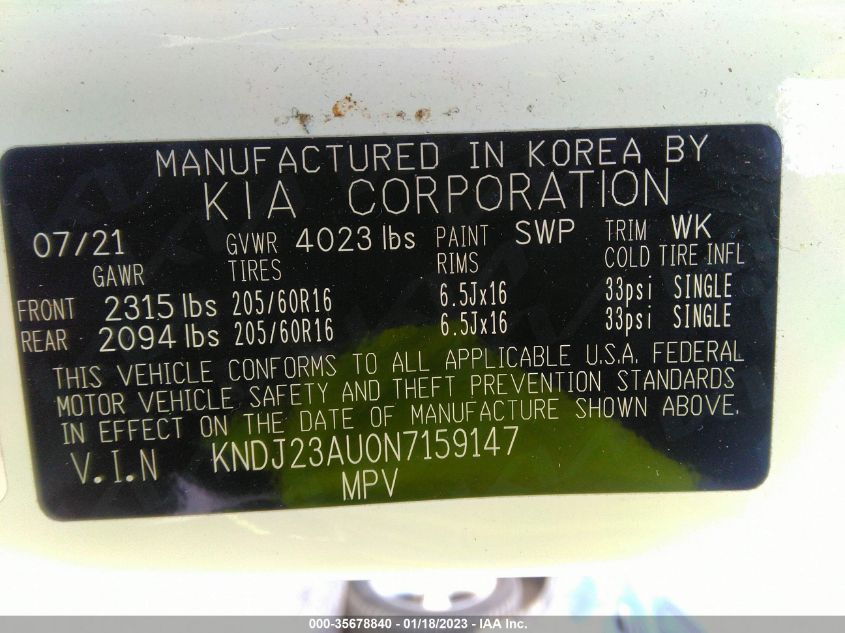 MANUFACTURED IN KOREA BY
KIA CORPORATION
07/21 GVWR 4023 lbs PAINT SWP TRIM WK
GAWR TIRES RIMS COLD TIRE INFL
FRONT 2315 lbs 205/60R16 6.5Jx16 33psi SINGLE
REAR 2094 lbs 205/60R16 6.5Jx16 33psi SINGLE
THIS VEHICLE CONFORMS TO ALL APPLICABLE U.S.A. FEDERAL
MOTOR VEHICLE SAFETY AND THEFT PREVENTION STANDARDS
IN EFFECT ON THE DATE OF MANUFACTURE SHOWN ABOVE.
V.I.N KNDJ23AU0N7159147
MPV
000-35678840 - 01/18/2023 - IAA Inc.